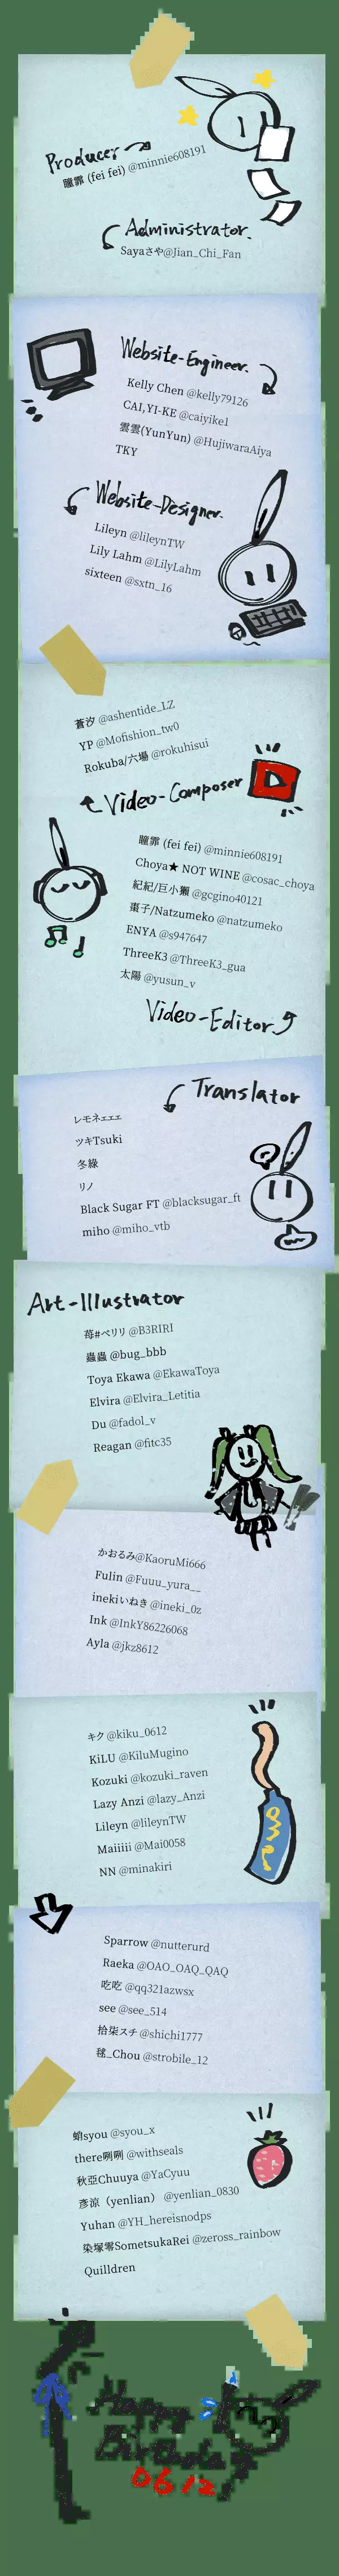 Producer
瞳霏 (fei fei) @minnie608191
Administrator.
Sayaさや@Jian_Chi_Fan
Website-Engineer.
Kelly Chen @kelly79126
CAI,YI-KE @caiyike1
雲雲(YunYun) @HujiwaraAiya
TKY
Website-Designer.
Lileyn @lileynTW
Lily Lahm @LilyLahm
sixteen @sxtn_16
蒼汐 @ashentide_LZ
YP @Mofishion_tw0
Rokuba/六場 @rokuhisui
Video-Composer
瞳霏 (fei fei) @minnie608191
Choya★ NOT WINE @cosac_choya
紀紀/巨小獺 @gcgino40121
棗子/Natzumeko @natzumeko
ENYA @s947647
ThreeK3 @ThreeK3_gua
太陽 @yusun_v
Video-Editor
Translator
レモネェェェ
ツキTsuki
冬綠
リノ
Black Sugar FT @blacksugar_ft
miho @miho_vtb
Art-Illustrator
苺#ベリリ @B3RIRI
蟲蟲 @bug_bbb
Toya Ekawa @EkawaToya
Elvira @Elvira_Letitia
Du @fadol_v
Reagan @fitc35
かおるみ@KaoruMi666
Fulin @Fuuu_yura__
inekiいねき @ineki_0z
Ink @InkY86226068
Ayla @jkz8612
キク @kiku_0612
KiLU @KiluMugino
Kozuki @kozuki_raven
Lazy Anzi @lazy_Anzi
Lileyn @lileynTW
Maiiiii @Mai0058
NN @minakiri
Sparrow @nutterurd
Raeka @OAO_OAQ_QAQ
吃吃 @qq321azwsx
see @see_514
拾柒スチ @shichi1777
毬_Chou @strobile_12
蛸syou @syou_x
there咧咧 @withseals
秋亞Chuuya @YaCyuu
彥涼（yenlian） @yenlian_0830
Yuhan @YH_hereisnodps
染塚零SometsukaRei @zeross_rainbow
Quilldren
0612